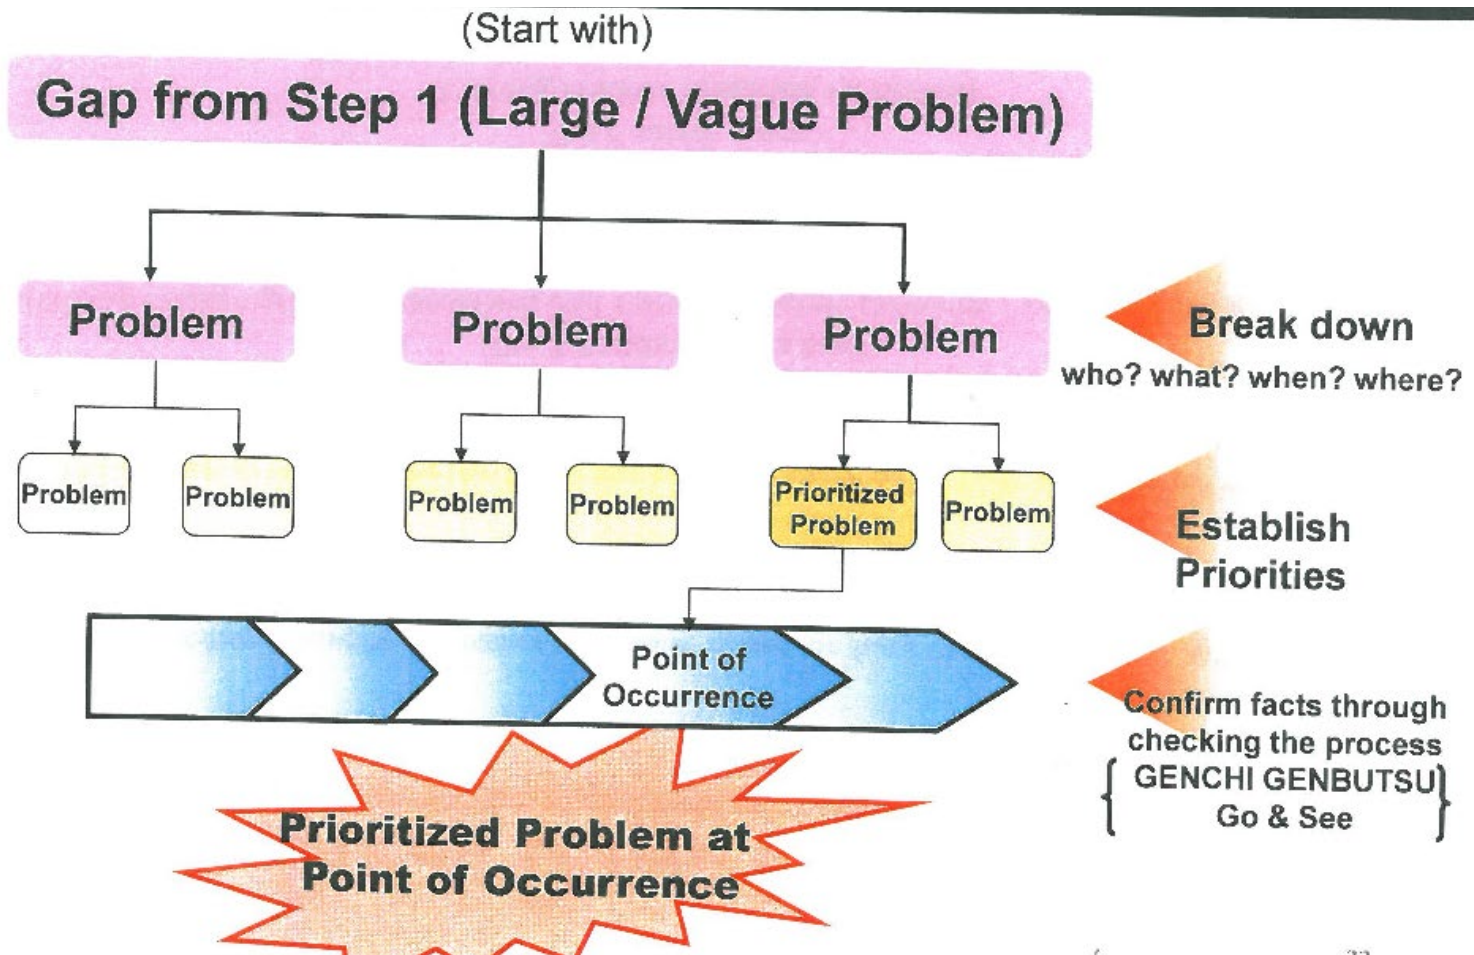 (Start with)
Gap from Step 1 (Large / Vague Problem)
Problem
Problem
Problem
Break down
who? what? when? where?
Problem
Problem
Problem
Problem
Prioritized
Problem
Problem
Establish
Priorities
Point of
Occurrence
Confirm facts through
checking the process
{ GENCHI GENBUTSU }
Go & See
Prioritized Problem at
Point of Occurrence